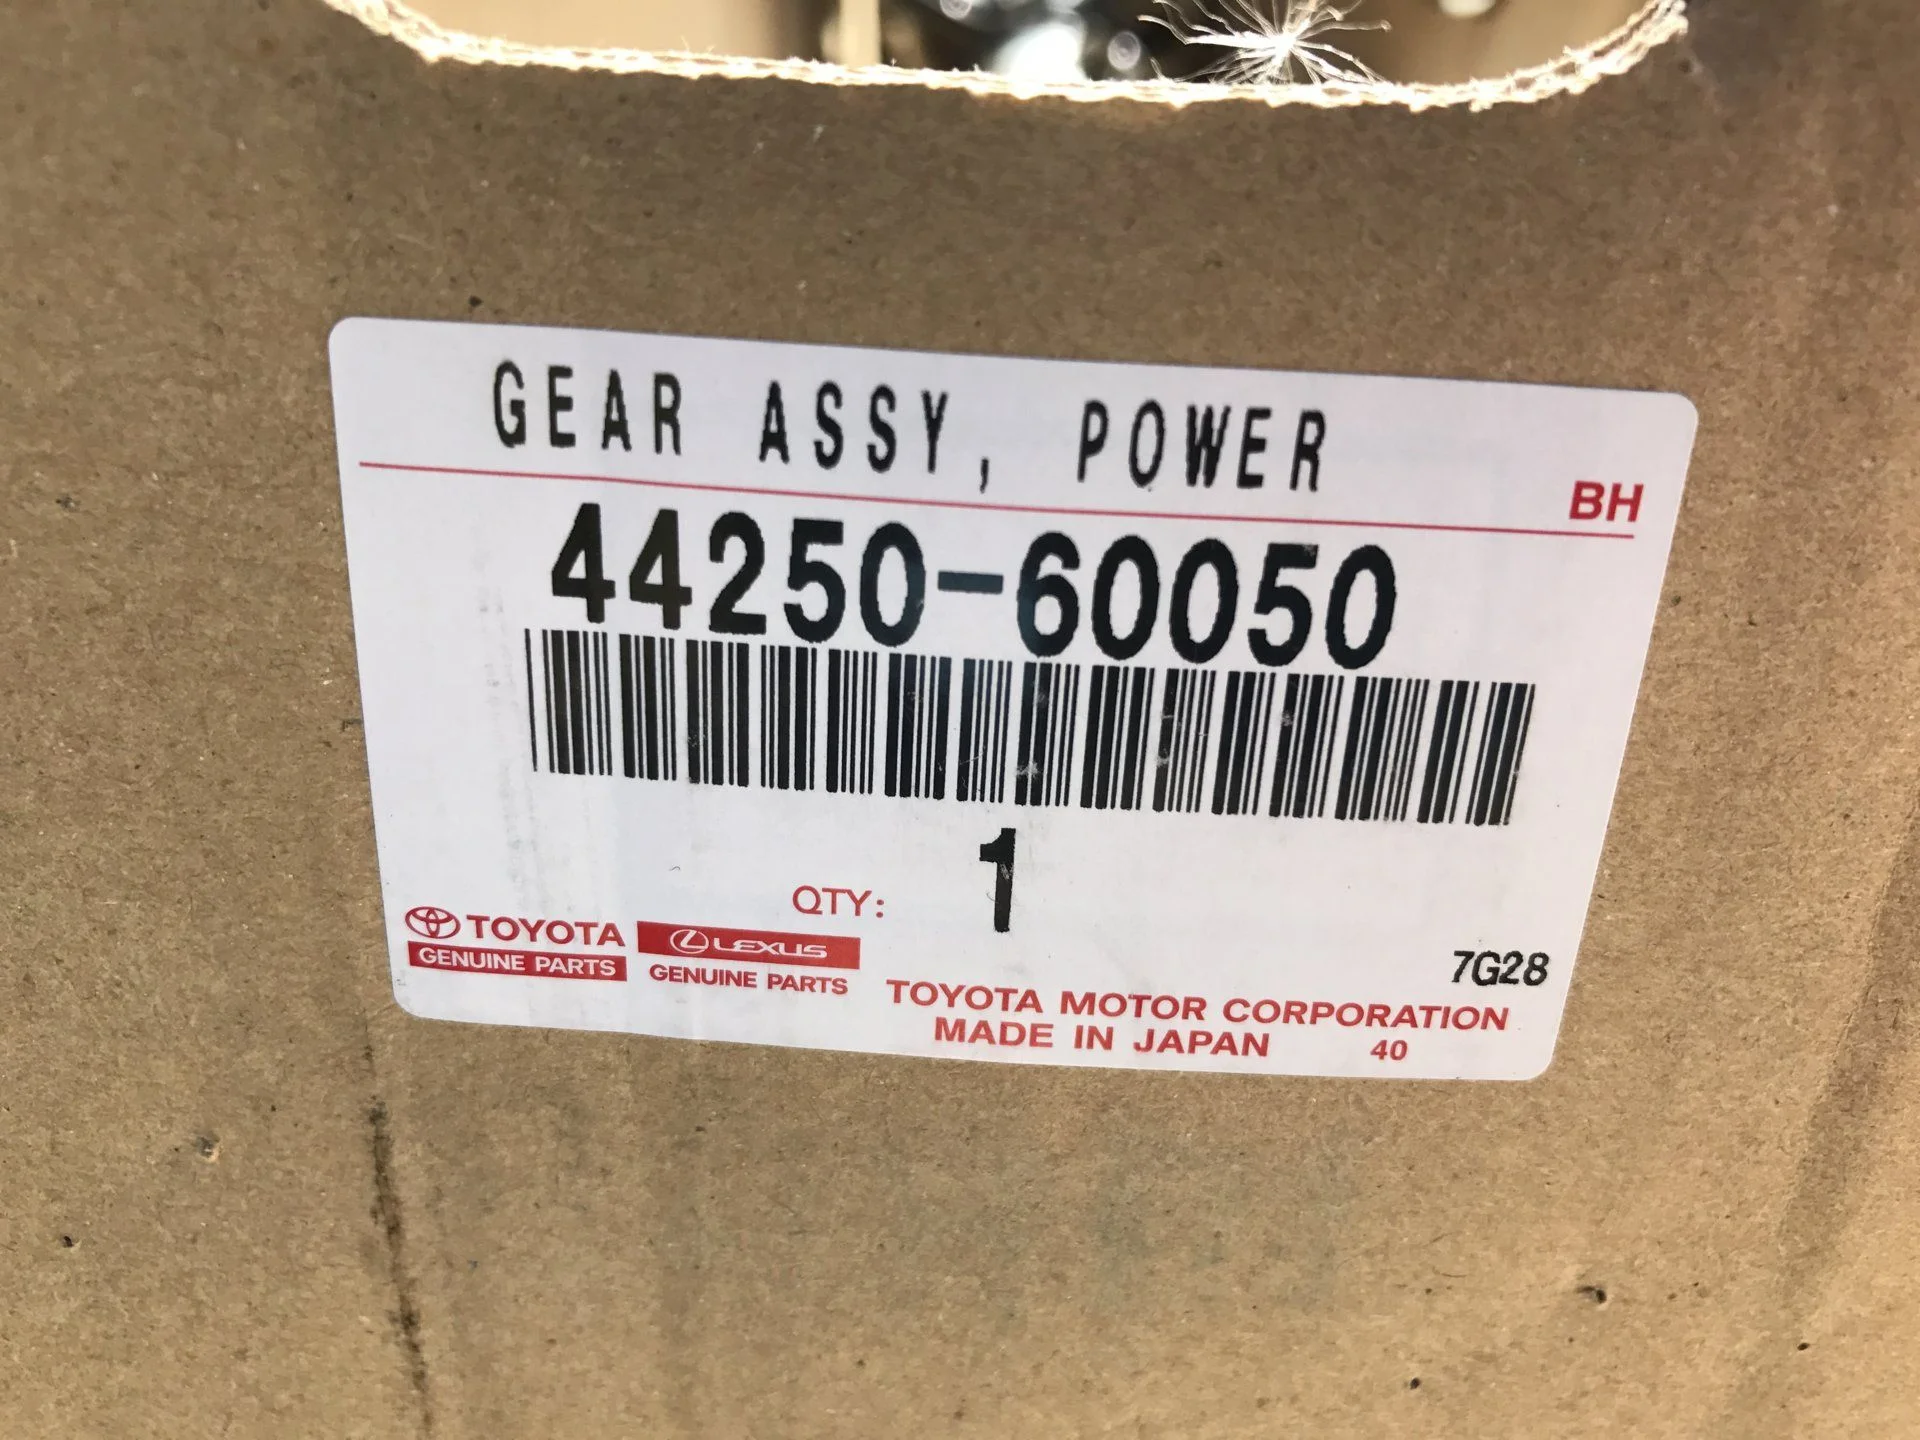 GEAR ASSY, POWER
BH
44250-60050
QTY: 1
TOYOTA
GENUINE PARTS
LEXUS
GENUINE PARTS
7G28
TOYOTA MOTOR CORPORATION
MADE IN JAPAN 40